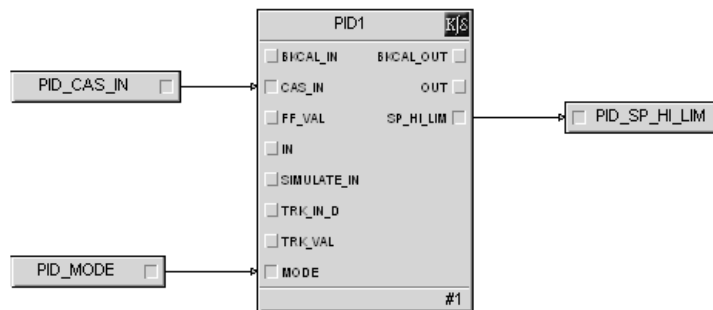 PID1
K∫δ
BKCAL_IN BKCAL_OUT
PID_CAS_IN
CAS_IN OUT
FF_VAL SP_HI_LIM
PID_SP_HI_LIM
IN
SIMULATE_IN
TRK_IN_D
TRK_VAL
PID_MODE
MODE
#1